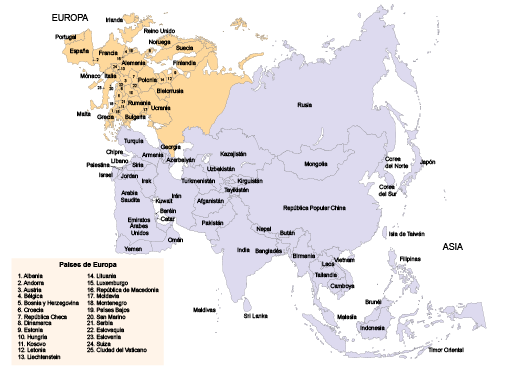 EUROPA
Irlanda
Reino Unido
Portugal
España
Francia
Noruega
Suecia
Finlandia
Alemania
Mónaco
Italia
Polonia
Bielorrusia
Rumania
Ucrania
Malta
Grecia
Bulgaria
Rusia
Turquía
Georgia
Chipre
Armenia
Azerbaiyán
Líbano
Palestina
Siria
Israel
Jordan
Irak
Irán
Arabia
Saudita
Kuwait
Baréin
Catar
Emiratos
Árabes
Unidos
Omán
Yemen
Kazajistán
Uzbekistán
Turkmenistán
Kirguistán
Tayikistán
Afganistán
Pakistán
Mongolia
República Popular China
Corea
del Norte
Japón
Corea
del Sur
Isla de Taiwán
ASIA
Nepal
Bután
India
Bangladés
Birmania
Laos
Vietnam
Tailandia
Camboya
Filipinas
Maldivas
Sri Lanka
Brunéi
Malasia
Indonesia
Timor Oriental
Países de Europa
1. Albania
2. Andorra
3. Austria
4. Bélgica
5. Bosnia y Herzegovina
6. Croacia
7. República Checa
8. Dinamarca
9. Estonia
10. Hungría
11. Kosovo
12. Letonia
13. Liechtenstein
14. Lituania
15. Luxemburgo
16. República de Macedonia
17. Moldavia
18. Montenegro
19. Países Bajos
20. San Marino
21. Serbia
22. Eslovaquia
23. Eslovenia
24. Suiza
25. Ciudad del Vaticano